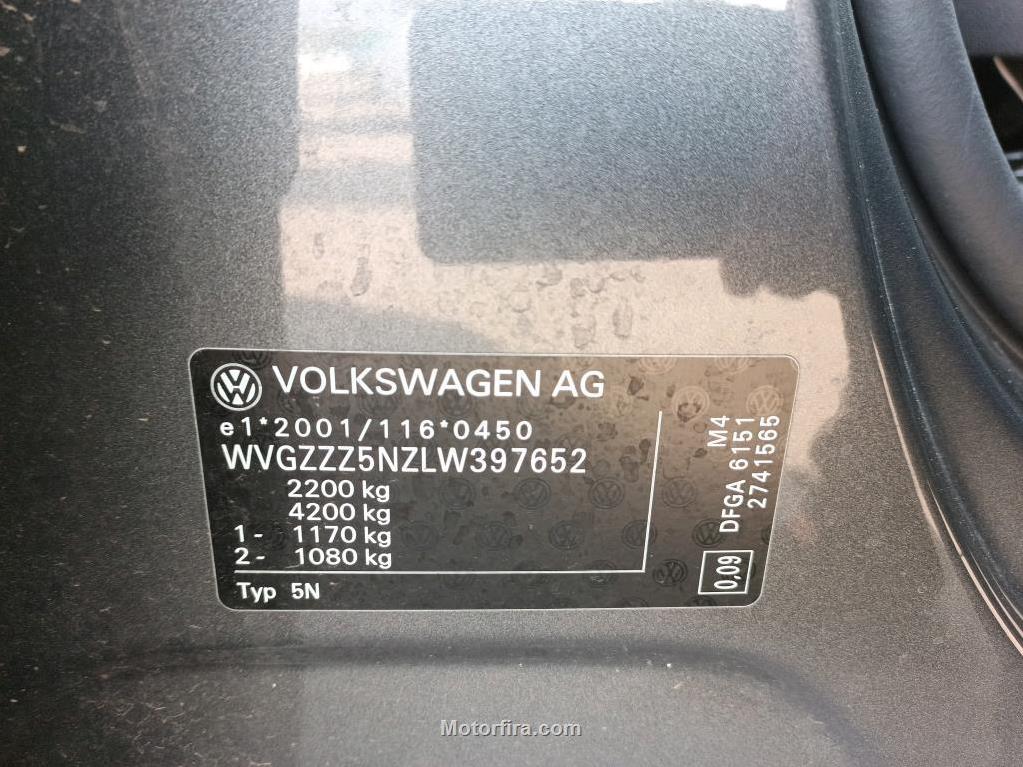 VOLKSWAGEN AG
e1*2001/116*0450
WVGZZZ5NZLW397652
2200 kg
4200 kg
1- 1170 kg
2- 1080 kg
Typ 5N
M4
DFGA 6151
2741565
0,09
Motorfira.com